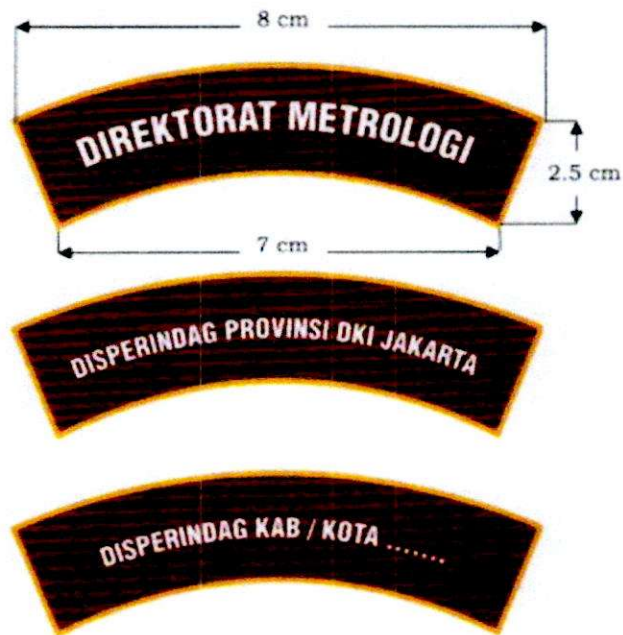 8 cm
DIREKTORAT METROLOGI
2.5 cm
7 cm
DISPERINDAG PROVINSI DKI JAKARTA
DISPERINDAG KAB / KOTA .......